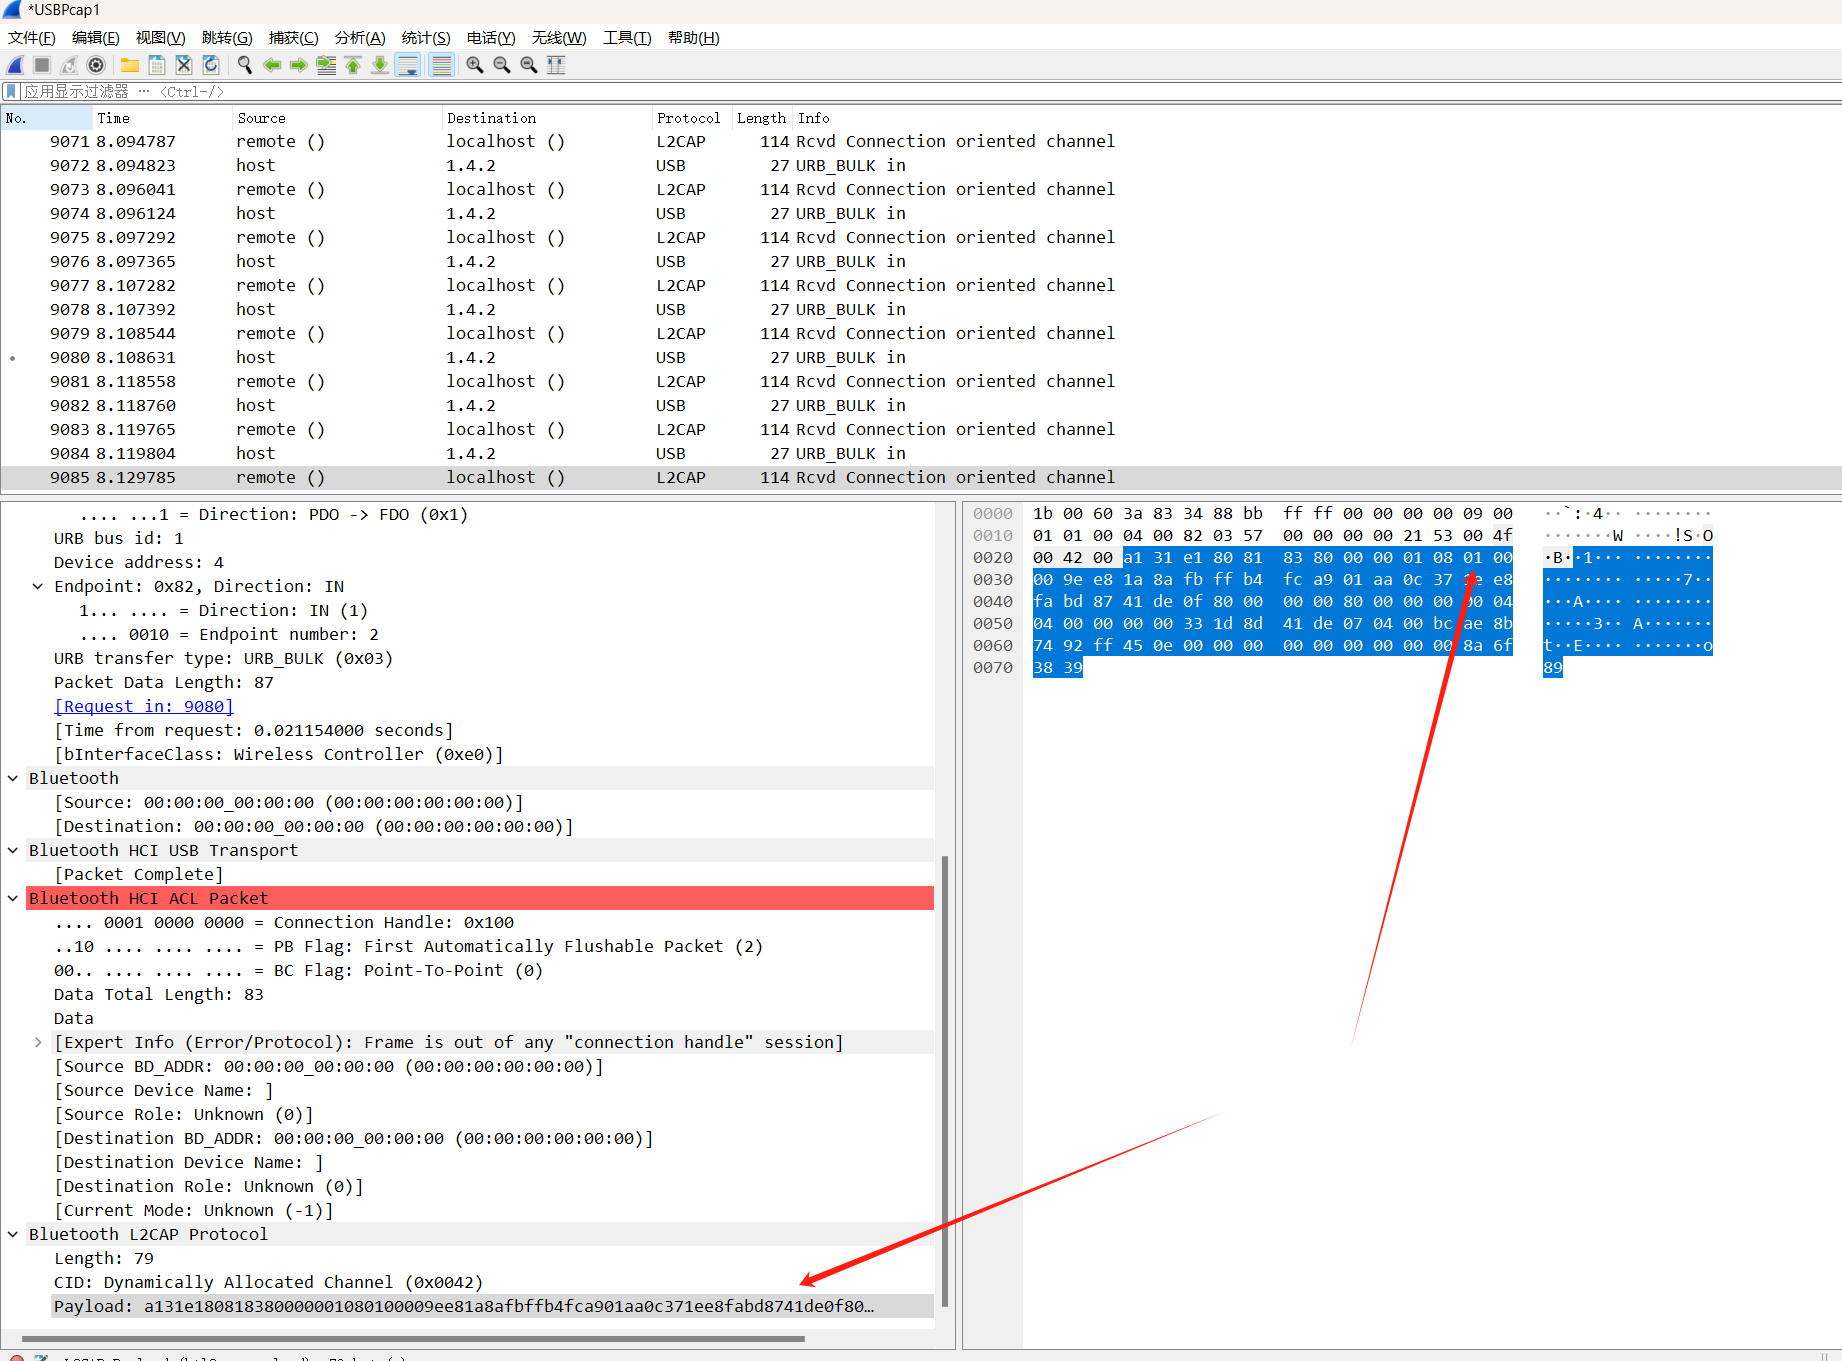 *USBPcap1
文件(F) 编辑(E) 视图(V) 跳转(G) 捕获(C) 分析(A) 统计(S) 电话(Y) 无线(W) 工具(T) 帮助(H)
应用显示过滤器 … <Ctrl-/>
No. Time Source Destination Protocol Length Info
9071 8.094787 remote () localhost () L2CAP 114 Rcvd Connection oriented channel
9072 8.094823 host 1.4.2 USB 27 URB_BULK in
9073 8.096041 remote () localhost () L2CAP 114 Rcvd Connection oriented channel
9074 8.096124 host 1.4.2 USB 27 URB_BULK in
9075 8.097292 remote () localhost () L2CAP 114 Rcvd Connection oriented channel
9076 8.097365 host 1.4.2 USB 27 URB_BULK in
9077 8.107282 remote () localhost () L2CAP 114 Rcvd Connection oriented channel
9078 8.107392 host 1.4.2 USB 27 URB_BULK in
9079 8.108544 remote () localhost () L2CAP 114 Rcvd Connection oriented channel
9080 8.108631 host 1.4.2 USB 27 URB_BULK in
9081 8.118558 remote () localhost () L2CAP 114 Rcvd Connection oriented channel
9082 8.118760 host 1.4.2 USB 27 URB_BULK in
9083 8.119765 remote () localhost () L2CAP 114 Rcvd Connection oriented channel
9084 8.119804 host 1.4.2 USB 27 URB_BULK in
9085 8.129785 remote () localhost () L2CAP 114 Rcvd Connection oriented channel
.... ...1 = Direction: PDO -> FDO (0x1)
URB bus id: 1
Device address: 4
Endpoint: 0x82, Direction: IN
1... .... = Direction: IN (1)
.... 0010 = Endpoint number: 2
URB transfer type: URB_BULK (0x03)
Packet Data Length: 87
[Request in: 9080]
[Time from request: 0.021154000 seconds]
[bInterfaceClass: Wireless Controller (0xe0)]
Bluetooth
[Source: 00:00:00_00:00:00 (00:00:00:00:00:00)]
[Destination: 00:00:00_00:00:00 (00:00:00:00:00:00)]
Bluetooth HCI USB Transport
[Packet Complete]
Bluetooth HCI ACL Packet
.... 0001 0000 0000 = Connection Handle: 0x100
..10 .... .... .... = PB Flag: First Automatically Flushable Packet (2)
00.. .... .... .... = BC Flag: Point-To-Point (0)
Data Total Length: 83
Data
[Expert Info (Error/Protocol): Frame is out of any "connection handle" session]
[Source BD_ADDR: 00:00:00_00:00:00 (00:00:00:00:00:00)]
[Source Device Name: ]
[Source Role: Unknown (0)]
[Destination BD_ADDR: 00:00:00_00:00:00 (00:00:00:00:00:00)]
[Destination Device Name: ]
[Destination Role: Unknown (0)]
[Current Mode: Unknown (-1)]
Bluetooth L2CAP Protocol
Length: 79
CID: Dynamically Allocated Channel (0x0042)
Payload: a131e180818380000001080100009ee81a8afbffb4fca901aa0c371ee8fabd8741de0f80…
0000 1b 00 60 3a 83 34 88 bb ff ff 00 00 00 00 09 00 ··`:·4·· ········
0010 01 01 00 04 00 82 03 57 00 00 00 00 21 53 00 4f ·······W ····!S·O
0020 00 42 00 a1 31 e1 80 81 83 80 00 00 01 08 01 00 ·B··1··· ········
0030 00 9e e8 1a 8a fb ff b4 fc a9 01 aa 0c 37 1e e8 ········ ·····7··
0040 fa bd 87 41 de 0f 80 00 00 00 80 00 00 00 00 04 ···A···· ········
0050 04 00 00 00 00 33 1d 8d 41 de 07 04 00 bc ae 8b ·····3·· A·······
0060 74 92 ff 45 0e 00 00 00 00 00 00 00 00 00 8a 6f t··E···· ·······o
0070 38 39 89